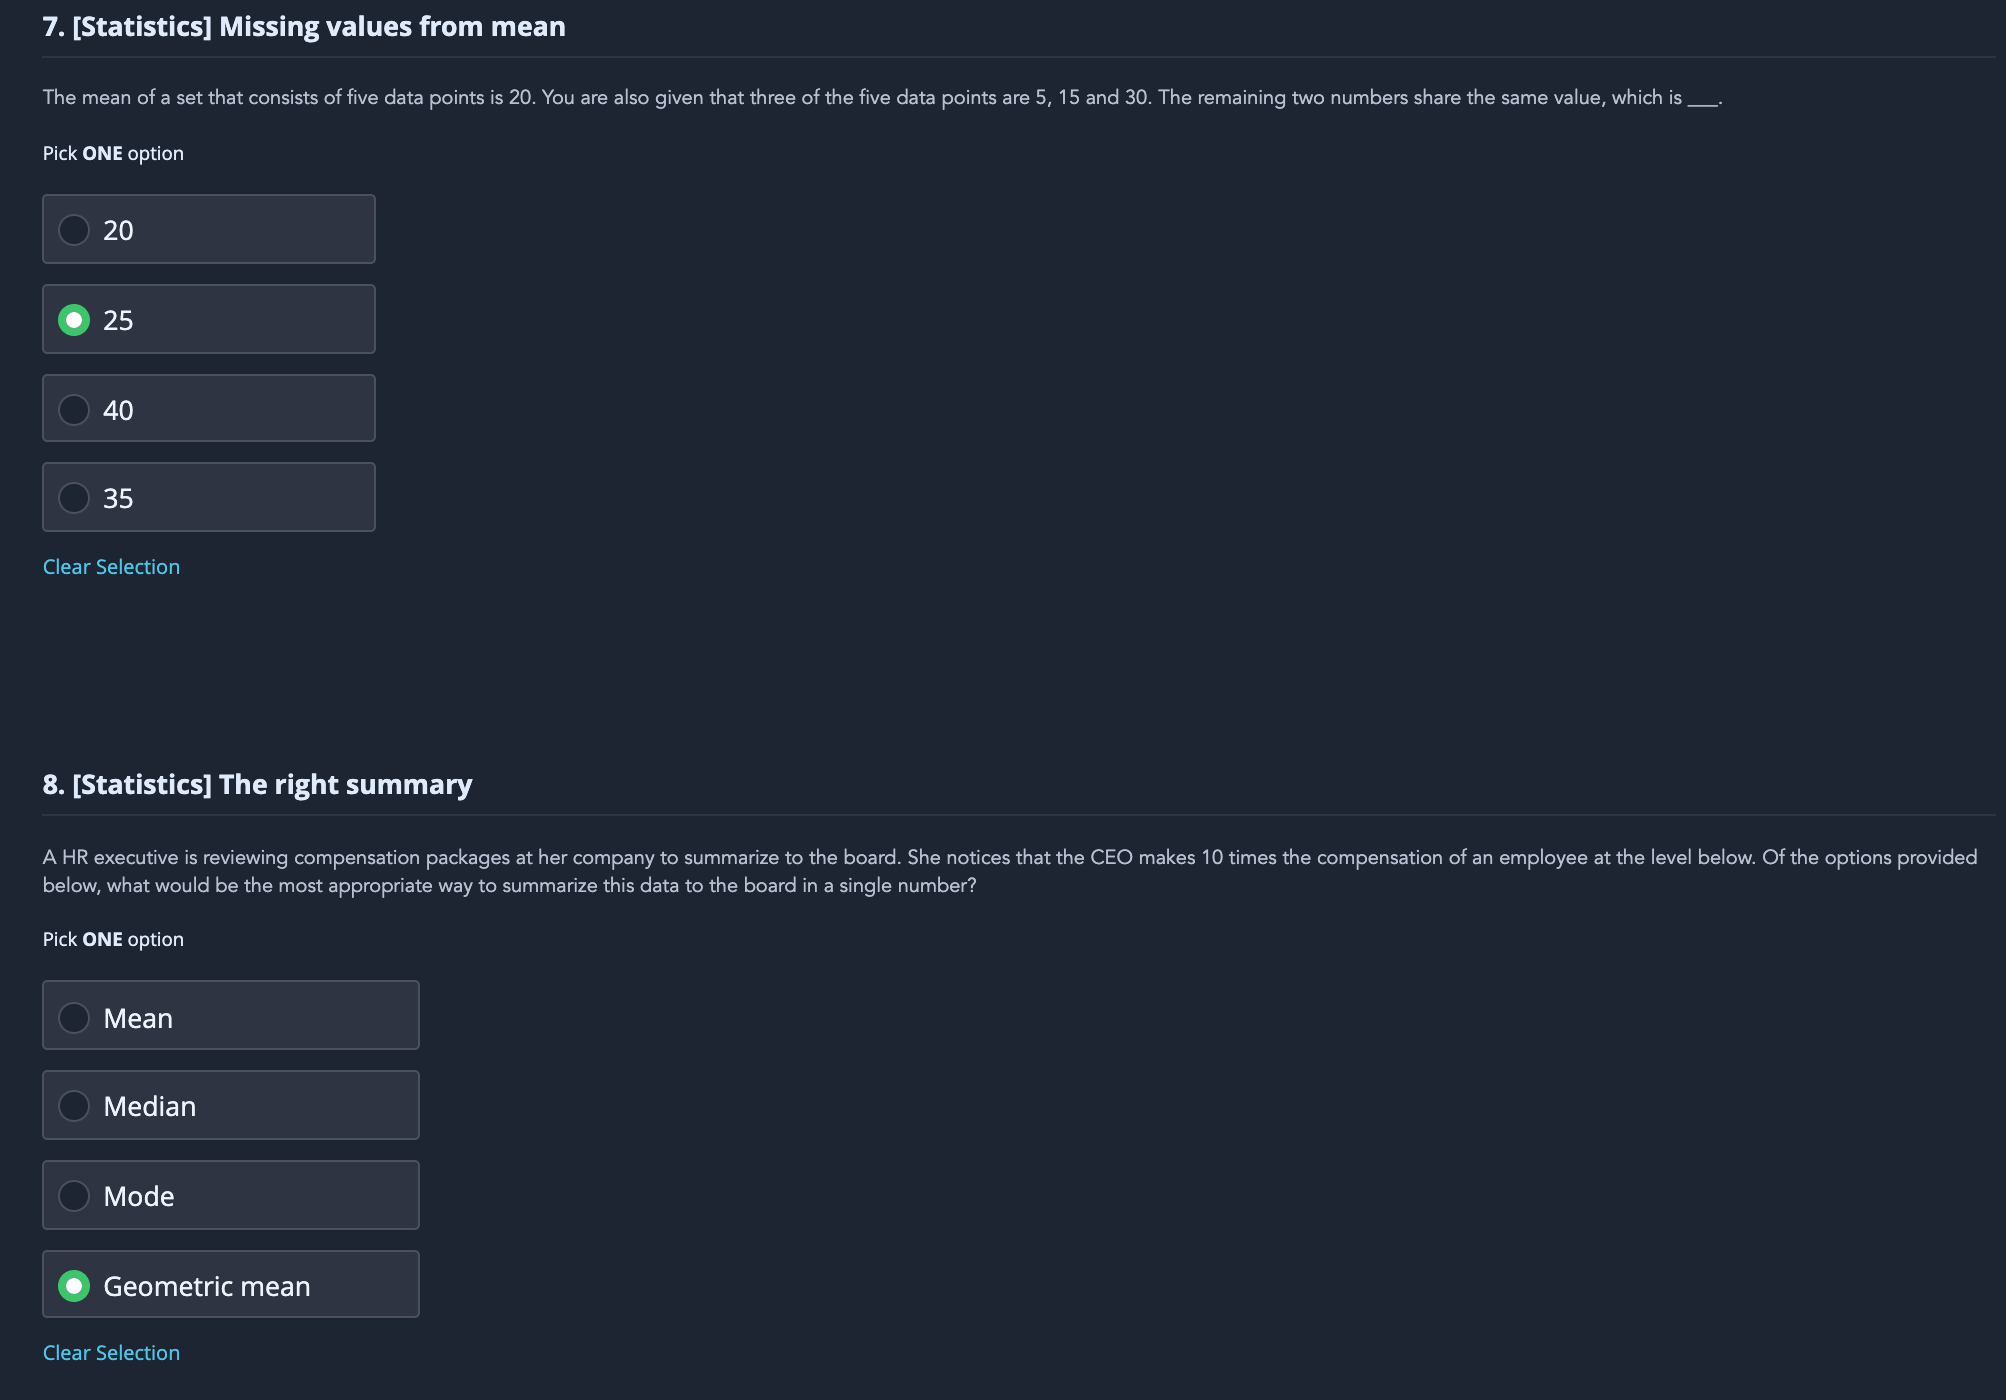 7. [Statistics] Missing values from mean
The mean of a set that consists of five data points is 20. You are also given that three of the five data points are 5, 15 and 30. The remaining two numbers share the same value, which is ___.
Pick ONE option
20
25
40
35
Clear Selection
8. [Statistics] The right summary
A HR executive is reviewing compensation packages at her company to summarize to the board. She notices that the CEO makes 10 times the compensation of an employee at the level below. Of the options provided
below, what would be the most appropriate way to summarize this data to the board in a single number?
Pick ONE option
Mean
Median
Mode
Geometric mean
Clear Selection